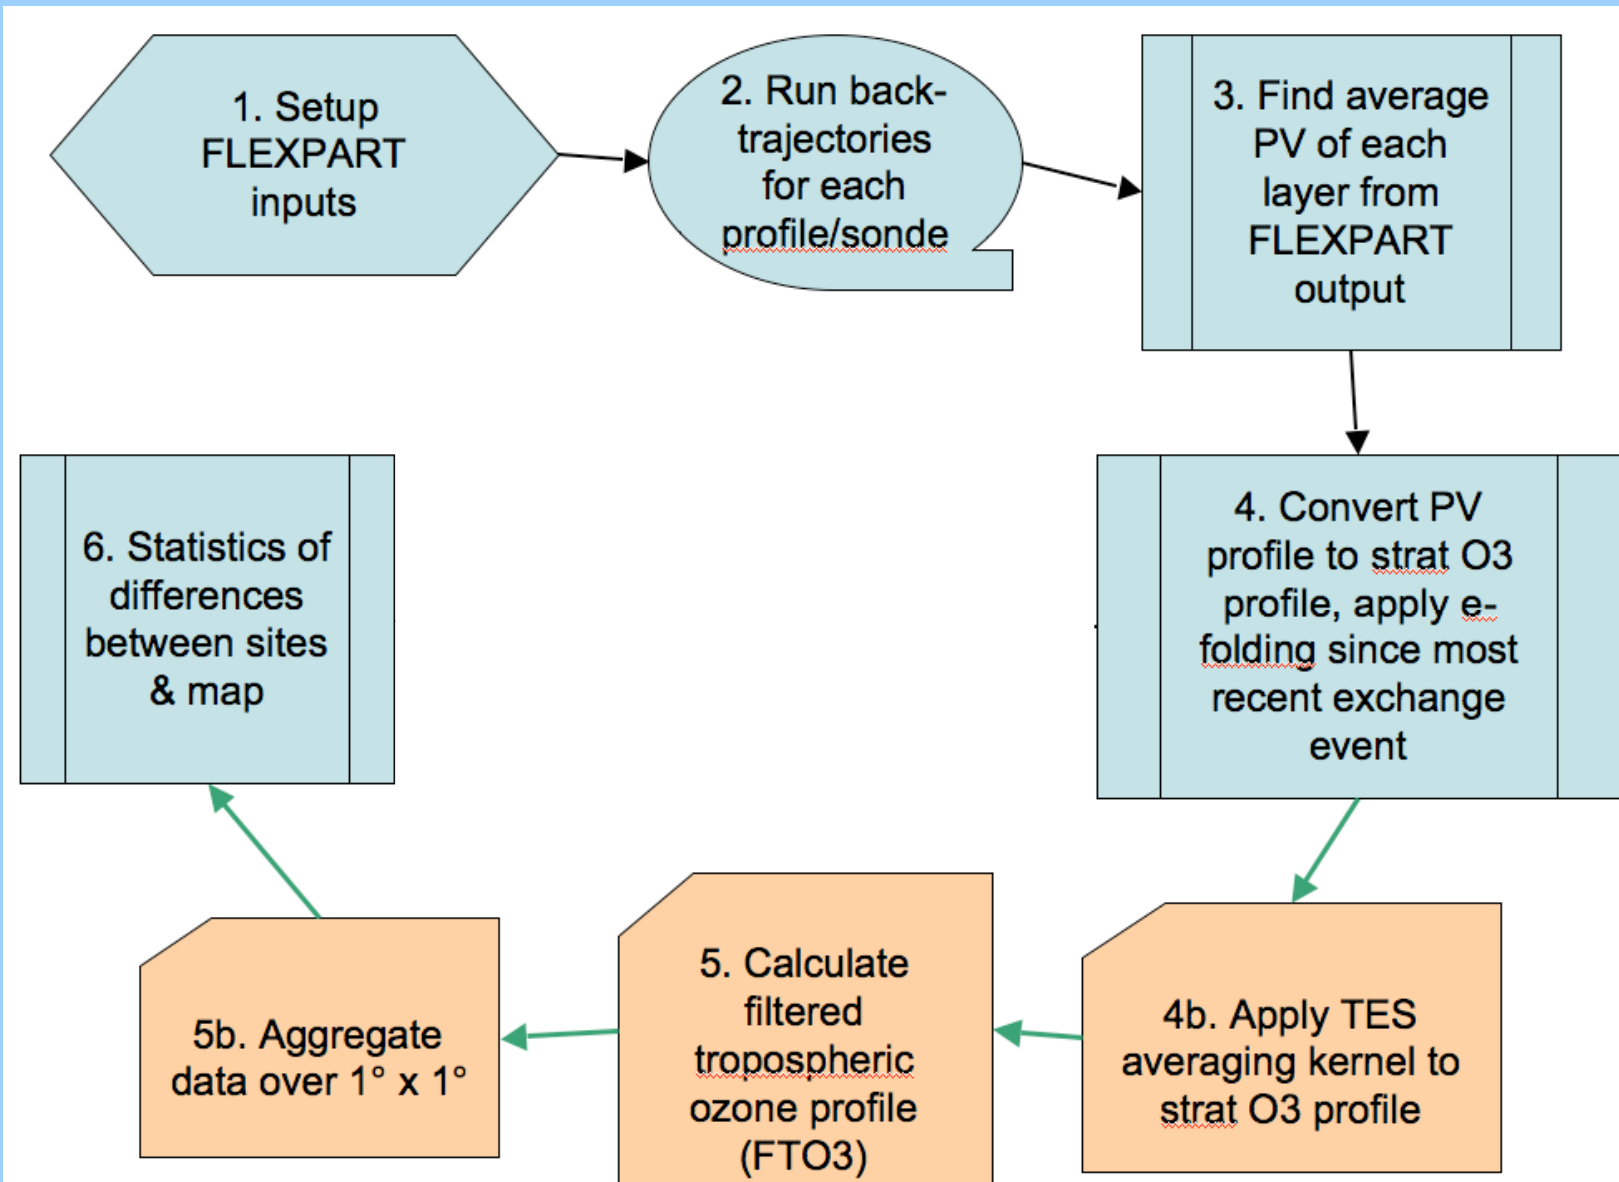 1. Setup
FLEXPART
inputs
2. Run back-
trajectories
for each
profile/sonde
3. Find average
PV of each
layer from
FLEXPART
output
4. Convert PV
profile to strat O3
profile, apply e-
folding since most
recent exchange
event
4b. Apply TES
averaging kernel to
strat O3 profile
5. Calculate
filtered
tropospheric
ozone profile
(FTO3)
5b. Aggregate
data over 1° x 1°
6. Statistics of
differences
between sites
& map